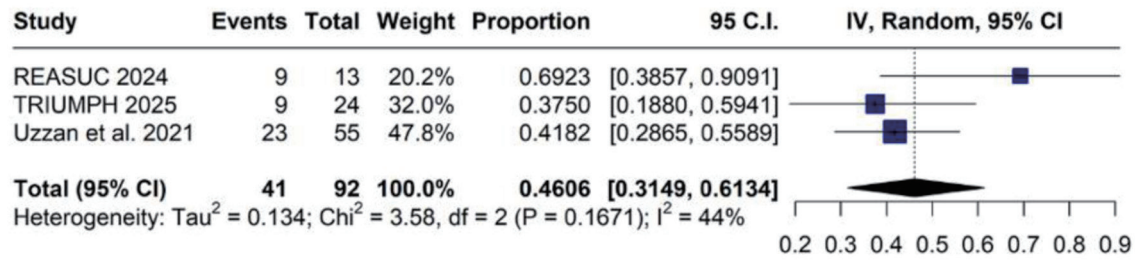 Study Events Total Weight Proportion 95 C.I. IV, Random, 95% CI
REASUC 2024 9 13 20.2% 0.6923 [0.3857, 0.9091]
TRIUMPH 2025 9 24 32.0% 0.3750 [0.1880, 0.5941]
Uzzan et al. 2021 23 55 47.8% 0.4182 [0.2865, 0.5589]
Total (95% CI) 41 92 100.0% 0.4606 [0.3149, 0.6134]
Heterogeneity: Tau² = 0.134; Chi² = 3.58, df = 2 (P = 0.1671); I² = 44%
0.2 0.3 0.4 0.5 0.6 0.7 0.8 0.9